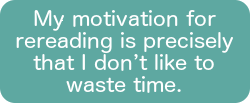 My motivation for
rereading is precisely
that I don't like to
waste time.